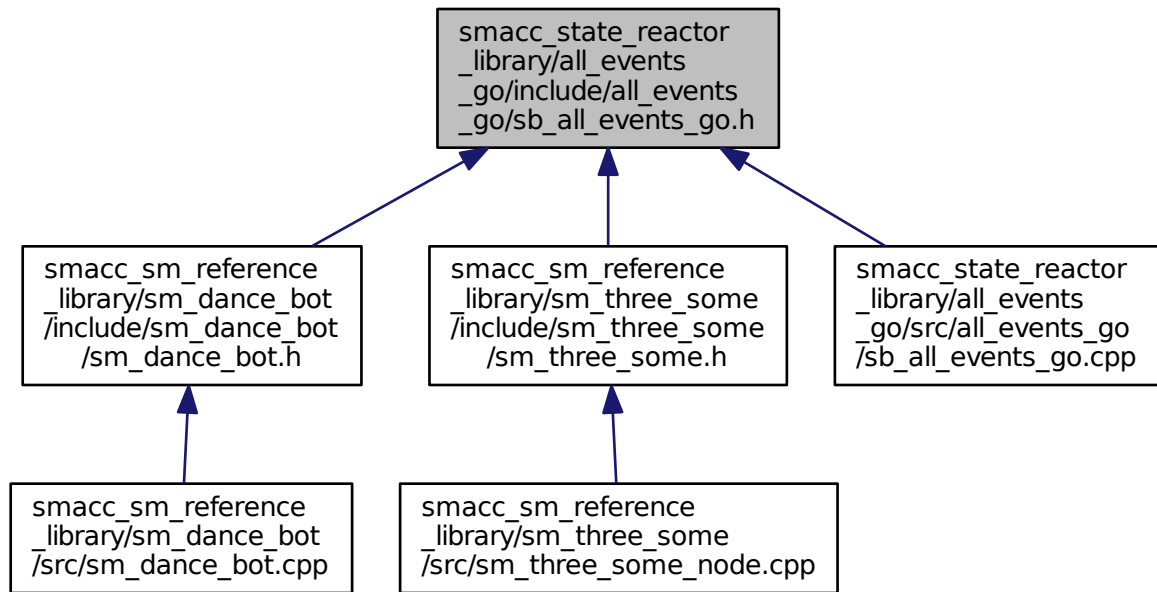 smacc_state_reactor
_library/all_events
_go/include/all_events
_go/sb_all_events_go.h
smacc_sm_reference
_library/sm_dance_bot
/include/sm_dance_bot
/sm_dance_bot.h
smacc_sm_reference
_library/sm_three_some
/include/sm_three_some
/sm_three_some.h
smacc_state_reactor
_library/all_events
_go/src/all_events_go
/sb_all_events_go.cpp
smacc_sm_reference
_library/sm_dance_bot
/src/sm_dance_bot.cpp
smacc_sm_reference
_library/sm_three_some
/src/sm_three_some_node.cpp